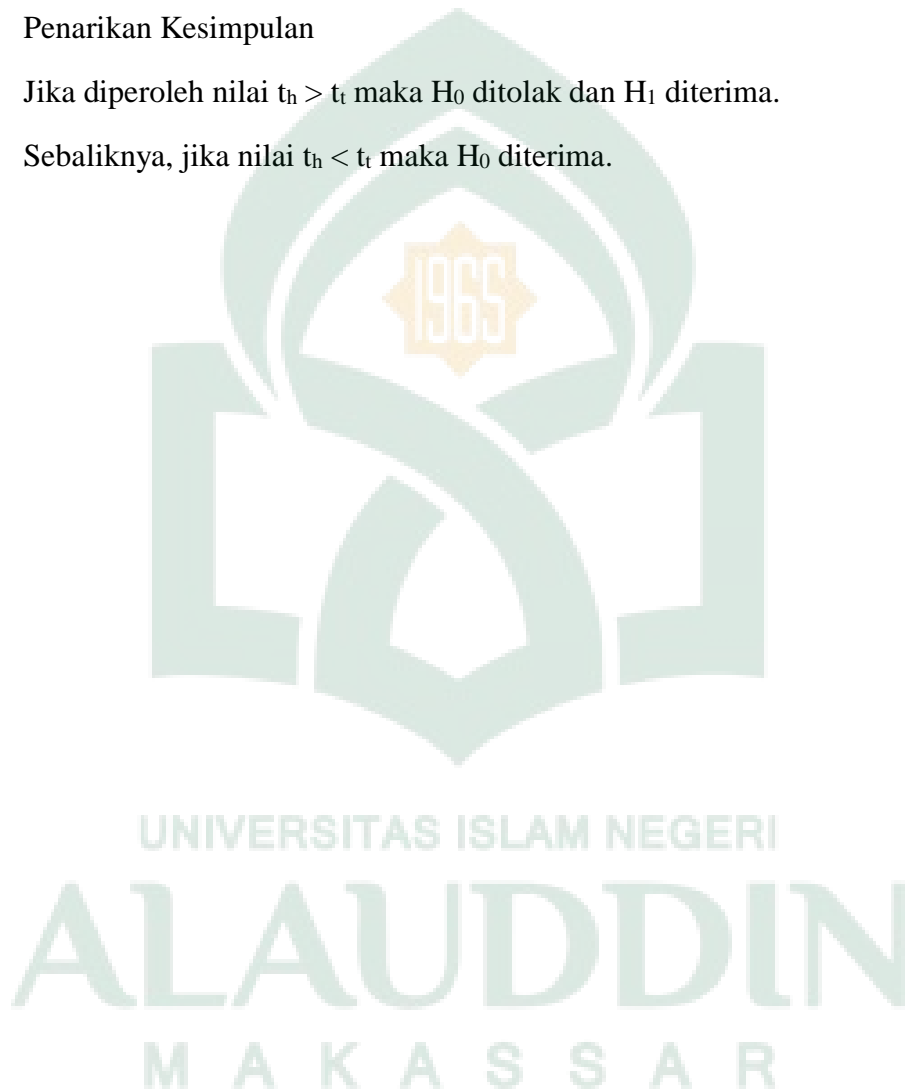 Penarikan Kesimpulan
Jika diperoleh nilai tₕ > tₜ maka H₀ ditolak dan H₁ diterima.
Sebaliknya, jika nilai tₕ < tₜ maka H₀ diterima.
1965
UNIVERSITAS ISLAM NEGERI
ALAUDDIN
MAKASSAR